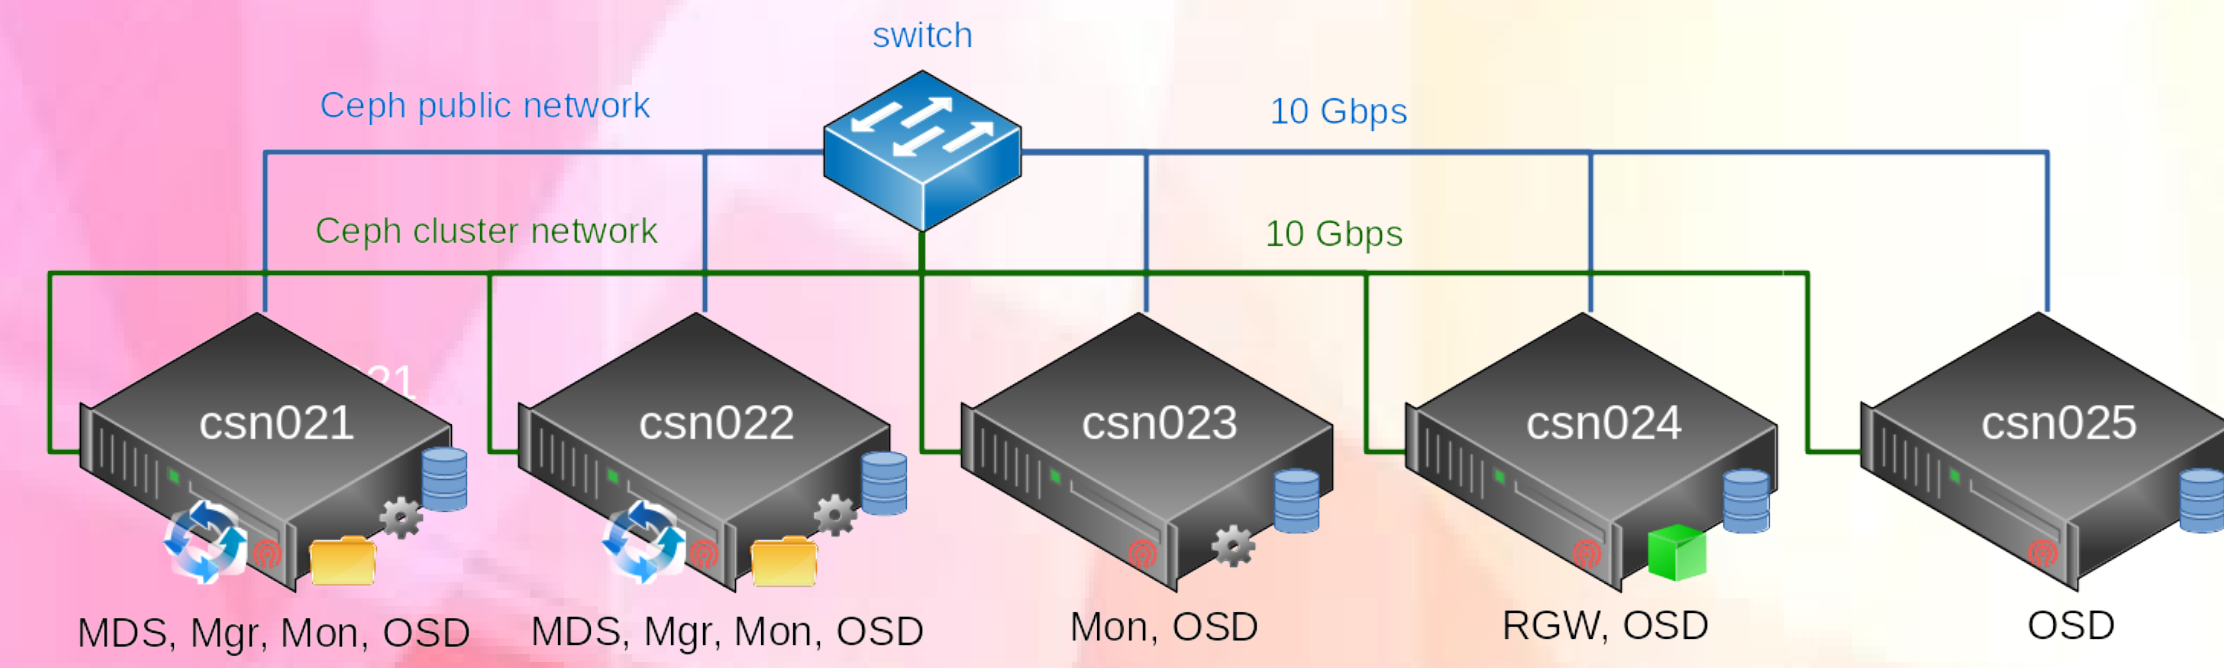 switch
Ceph public network
10 Gbps
Ceph cluster network
10 Gbps
21
csn021
csn022
csn023
csn024
csn025
MDS, Mgr, Mon, OSD
MDS, Mgr, Mon, OSD
Mon, OSD
RGW, OSD
OSD